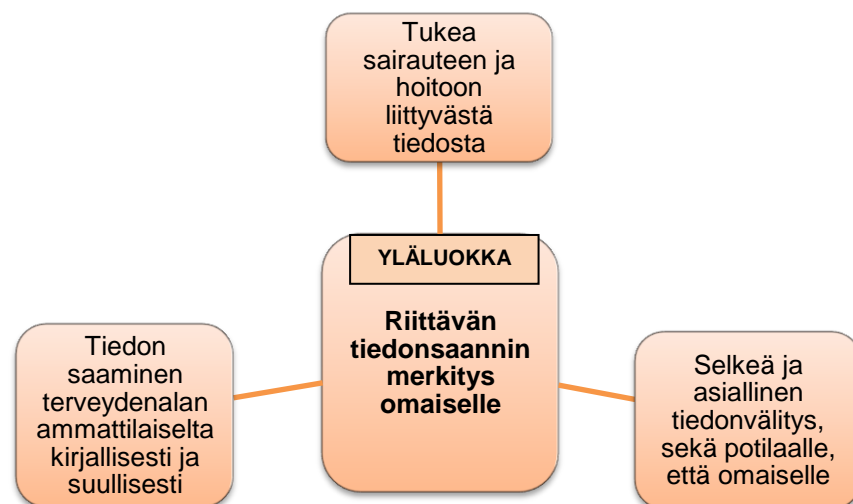 Tukea
sairauteen ja
hoitoon
liittyvästä
tiedosta
YLÄLUOKKA
Riittävän
tiedonsaannin
merkitys
omaiselle
Tiedon
saaminen
terveydenalan
ammattilaiselta
kirjallisesti ja
suullisesti
Selkeä ja
asiallinen
tiedonvälitys,
sekä potilaalle,
että omaiselle